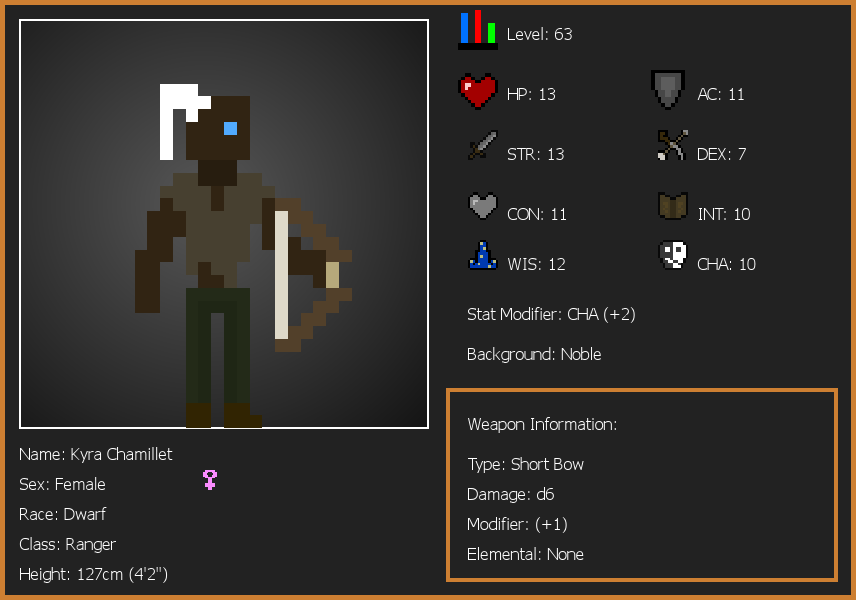 Level: 63
HP: 13
AC: 11
STR: 13
DEX: 7
CON: 11
INT: 10
WIS: 12
CHA: 10
Stat Modifier: CHA (+2)
Background: Noble
Weapon Information:
Type: Short Bow
Damage: d6
Modifier: (+1)
Elemental: None
Name: Kyra Chamillet
Sex: Female
Race: Dwarf
Class: Ranger
Height: 127cm (4'2")